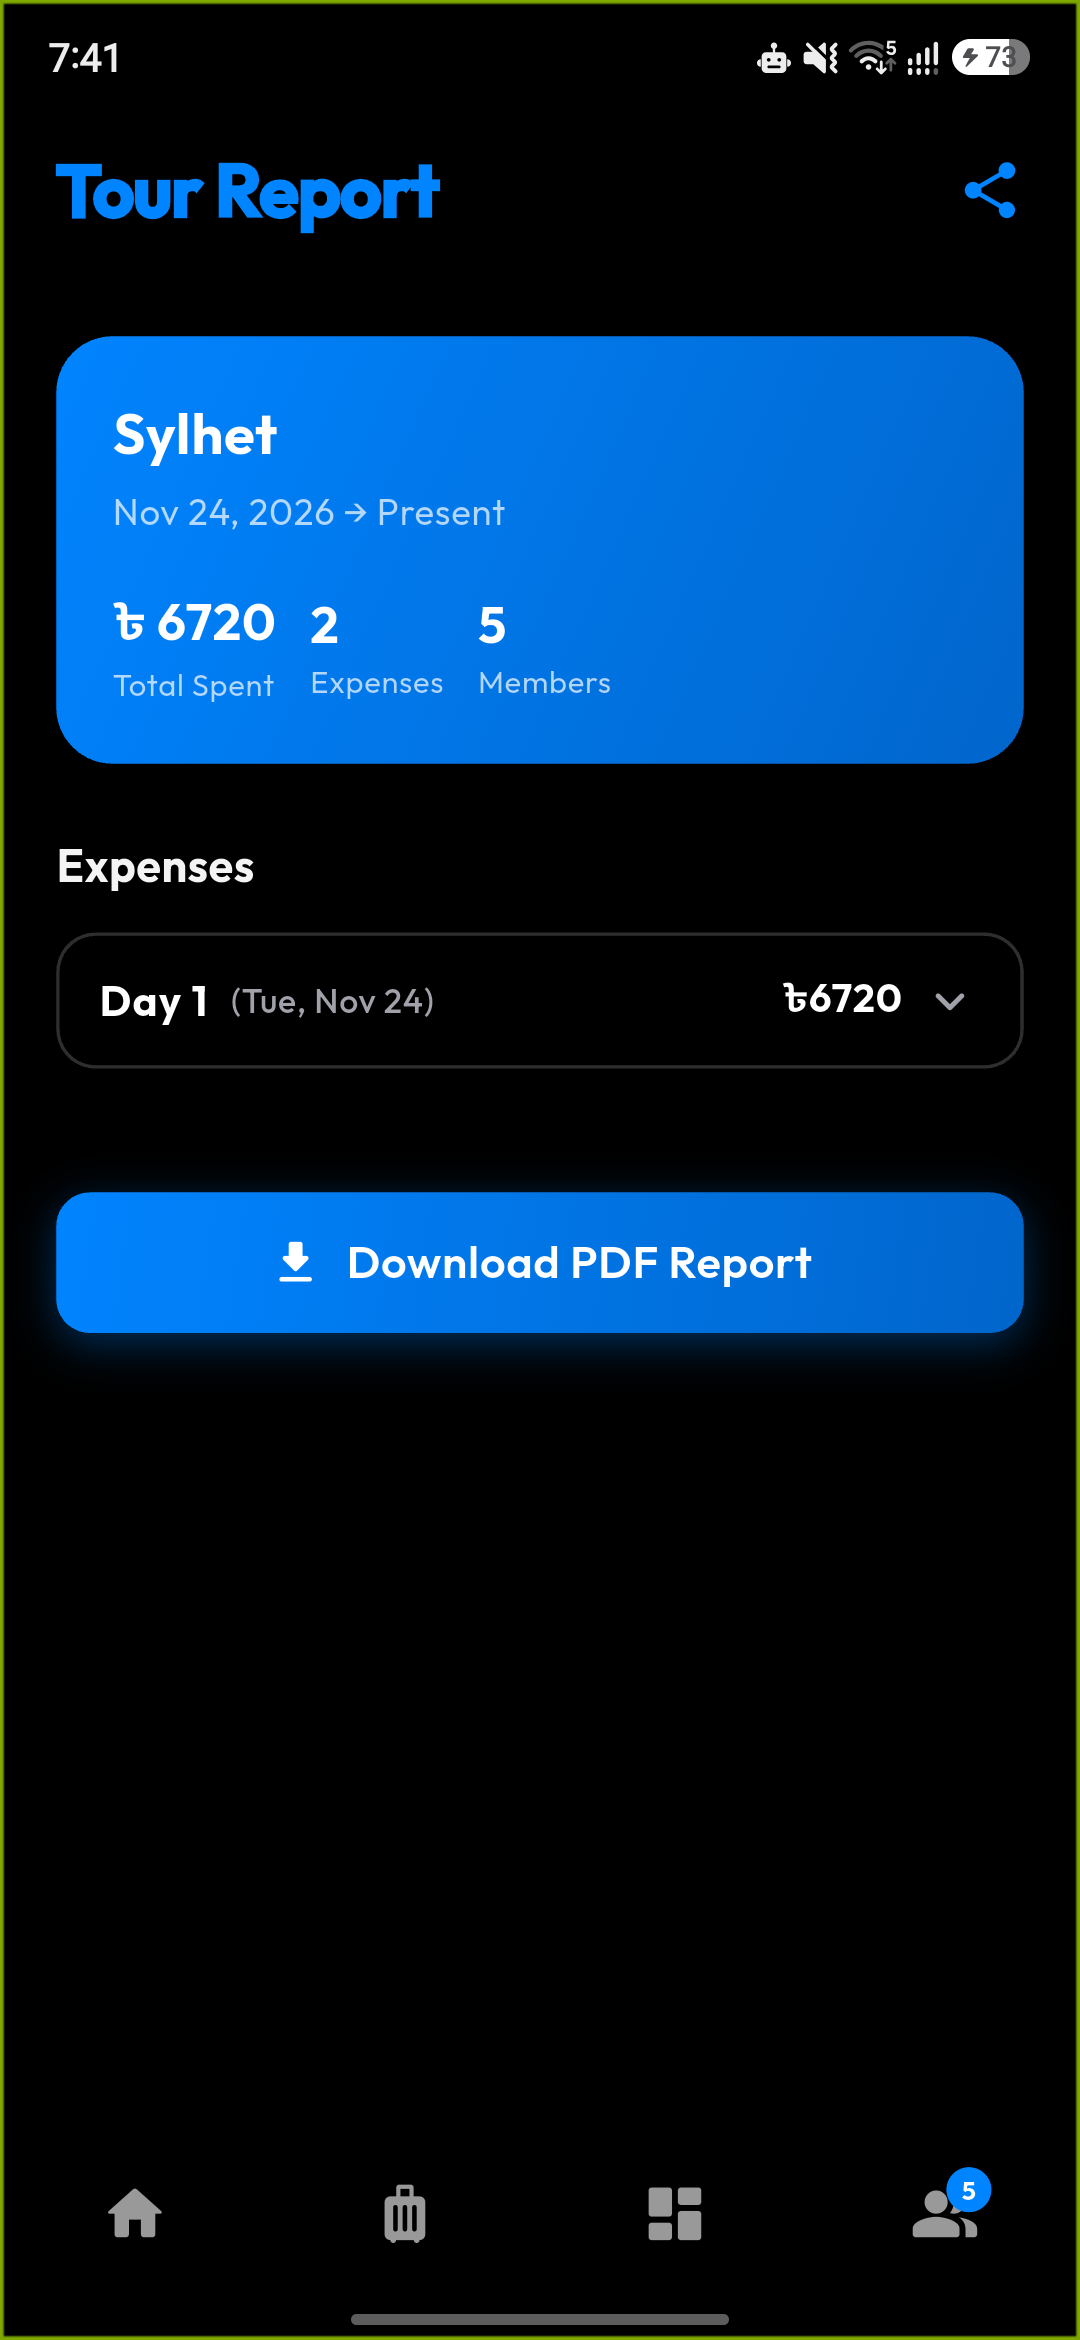 7:41
5
73
Tour Report
Sylhet
Nov 24, 2026 → Present
৳ 6720 2 5
Total Spent Expenses Members
Expenses
Day 1 (Tue, Nov 24) ৳6720
Download PDF Report
5